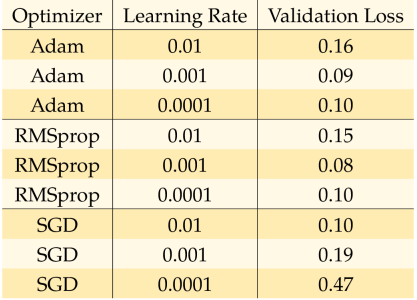 Optimizer Learning Rate Validation Loss
Adam 0.01 0.16
Adam 0.001 0.09
Adam 0.0001 0.10
RMSprop 0.01 0.15
RMSprop 0.001 0.08
RMSprop 0.0001 0.10
SGD 0.01 0.10
SGD 0.001 0.19
SGD 0.0001 0.47